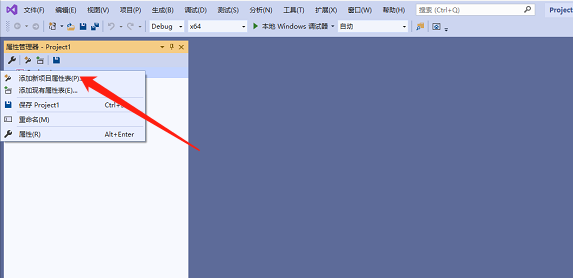 文件(F) 编辑(E) 视图(V) 项目(P) 生成(B) 调试(D) 测试(S) 分析(N) 工具(T) 扩展(X) 窗口(W) 帮助(H) 搜索 (Ctrl+Q) Project
Debug x64 本地 Windows 调试器 自动
属性管理器 - Project1
添加新项目属性表(P)...
添加现有属性表(E)...
保存 Project1 Ctrl+
重命名(M)
属性(R) Alt+Enter